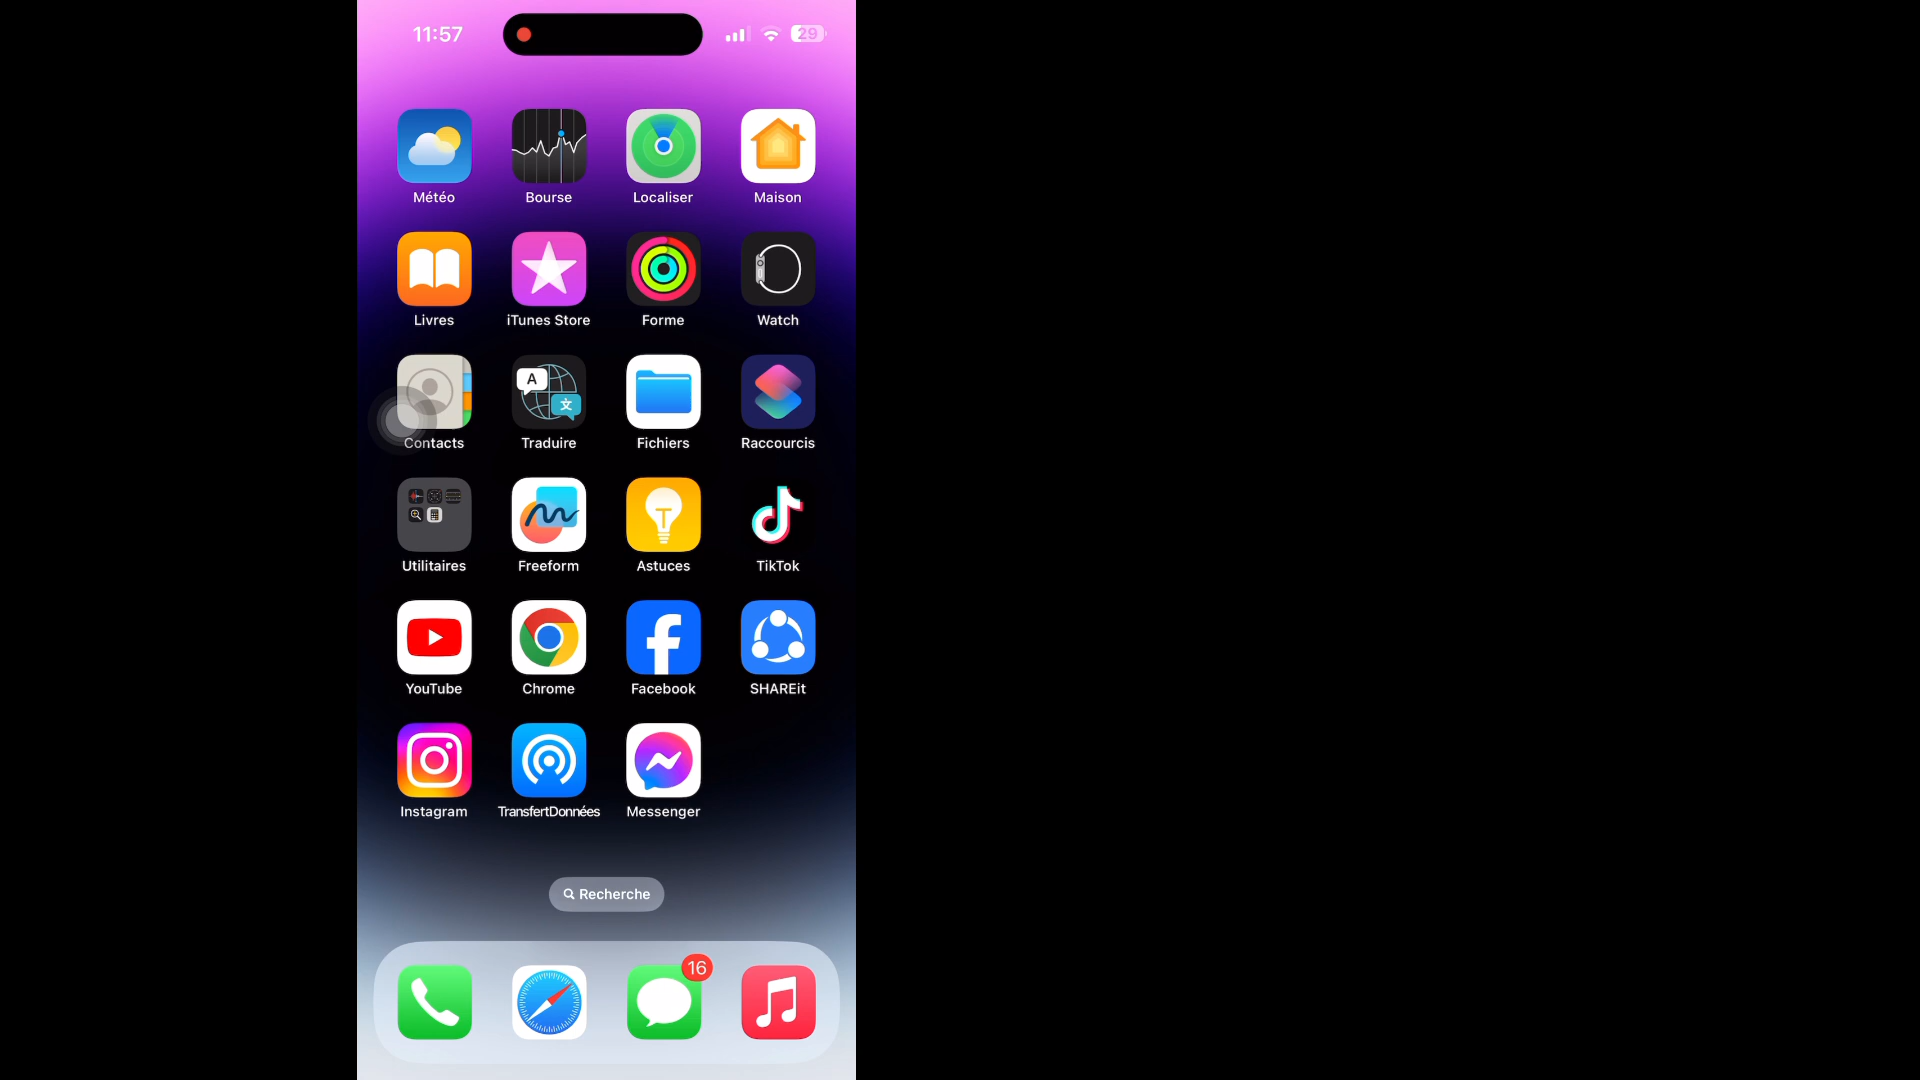 11:57
29
Météo Bourse Localiser Maison
Livres iTunes Store Forme Watch
A
文
Contacts Traduire Fichiers Raccourcis
Utilitaires Freeform Astuces TikTok
YouTube Chrome Facebook SHAREit
Instagram TransfertDonnées Messenger
Recherche
16